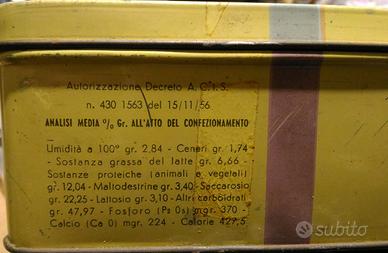 Autorizzazione Decreto A.C.I.S.
n. 430 1563 del 15/11/56
ANALISI MEDIA % Gr. ALL'ATTO DEL CONFEZIONAMENTO
Umidità a 100° gr. 2,84 - Ceneri gr. 1,74
- Sostanza grassa del latte gr. 6,66 -
Sostanze proteiche (animali e vegetali)
gr. 12,04 - Maltodestrine gr. 3,40 - Saccarosio
gr. 22,25 - Lattosio gr. 3,10 - Altri carboidrati
gr. 47,97 - Fosforo (P2 05) mgr. 370 -
Calcio (Ca 0) mgr. 224 - Calorie 427,5
subito